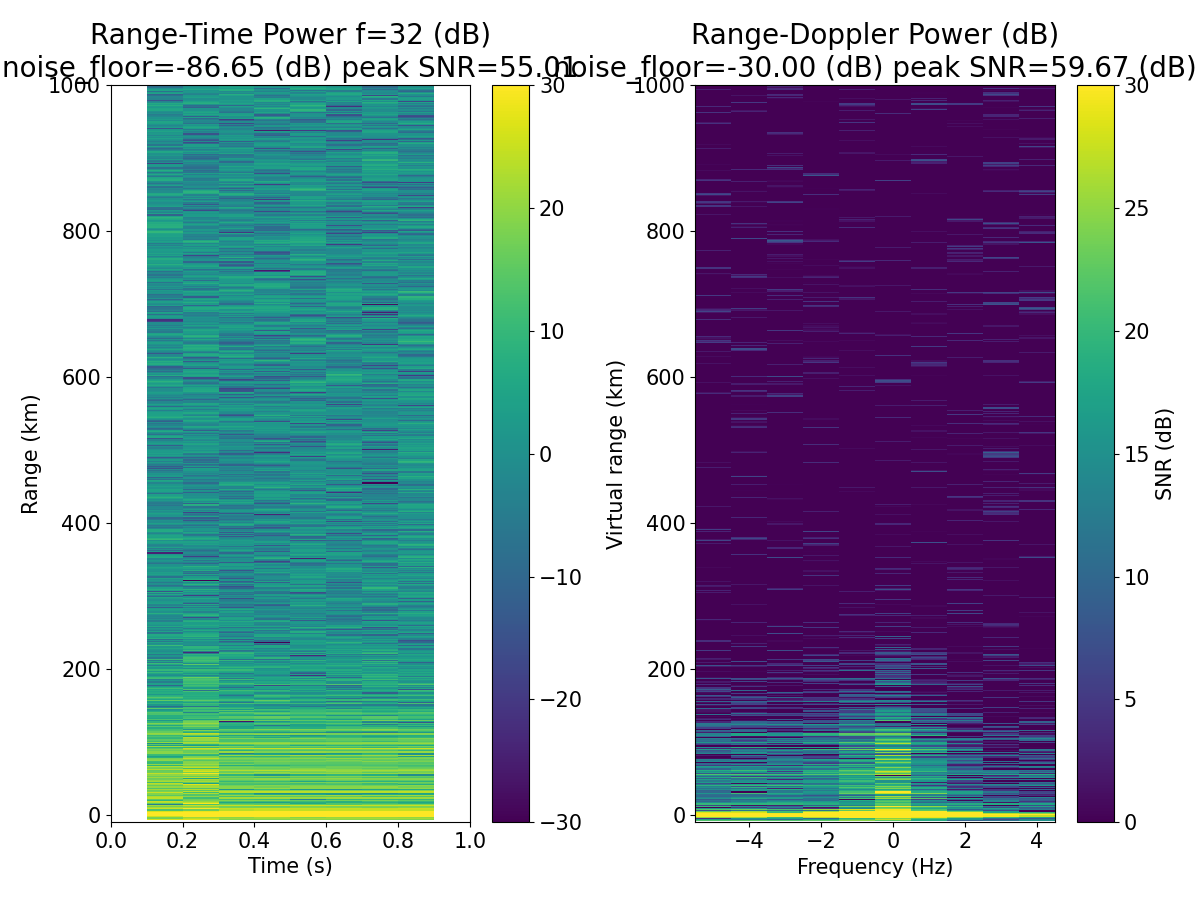 Range-Time Power f=32 (dB)
noise_floor=-86.65 (dB) peak SNR=55.01
Range-Doppler Power (dB)
noise_floor=-30.00 (dB) peak SNR=59.67 (dB)
1000
800
600
400
200
0
Range (km)
0.0 0.2 0.4 0.6 0.8 1.0
Time (s)
30
20
10
0
−10
−20
−30
1000
800
600
400
200
0
Virtual range (km)
−4 −2 0 2 4
Frequency (Hz)
30
25
20
15
10
5
0
SNR (dB)